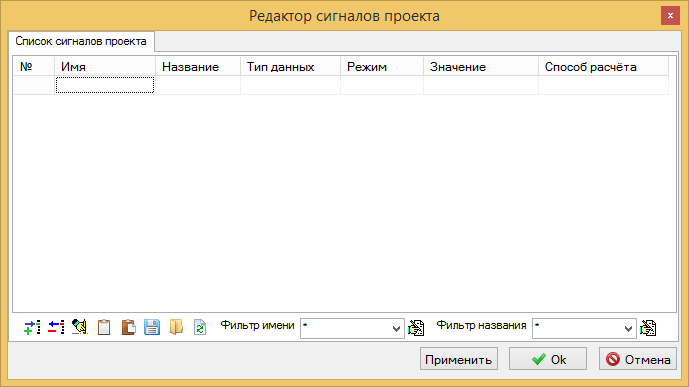 Редактор сигналов проекта
x
Список сигналов проекта
№ Имя Название Тип данных Режим Значение Способ расчёта
Фильтр имени * Фильтр названия *
Применить Ok Отмена